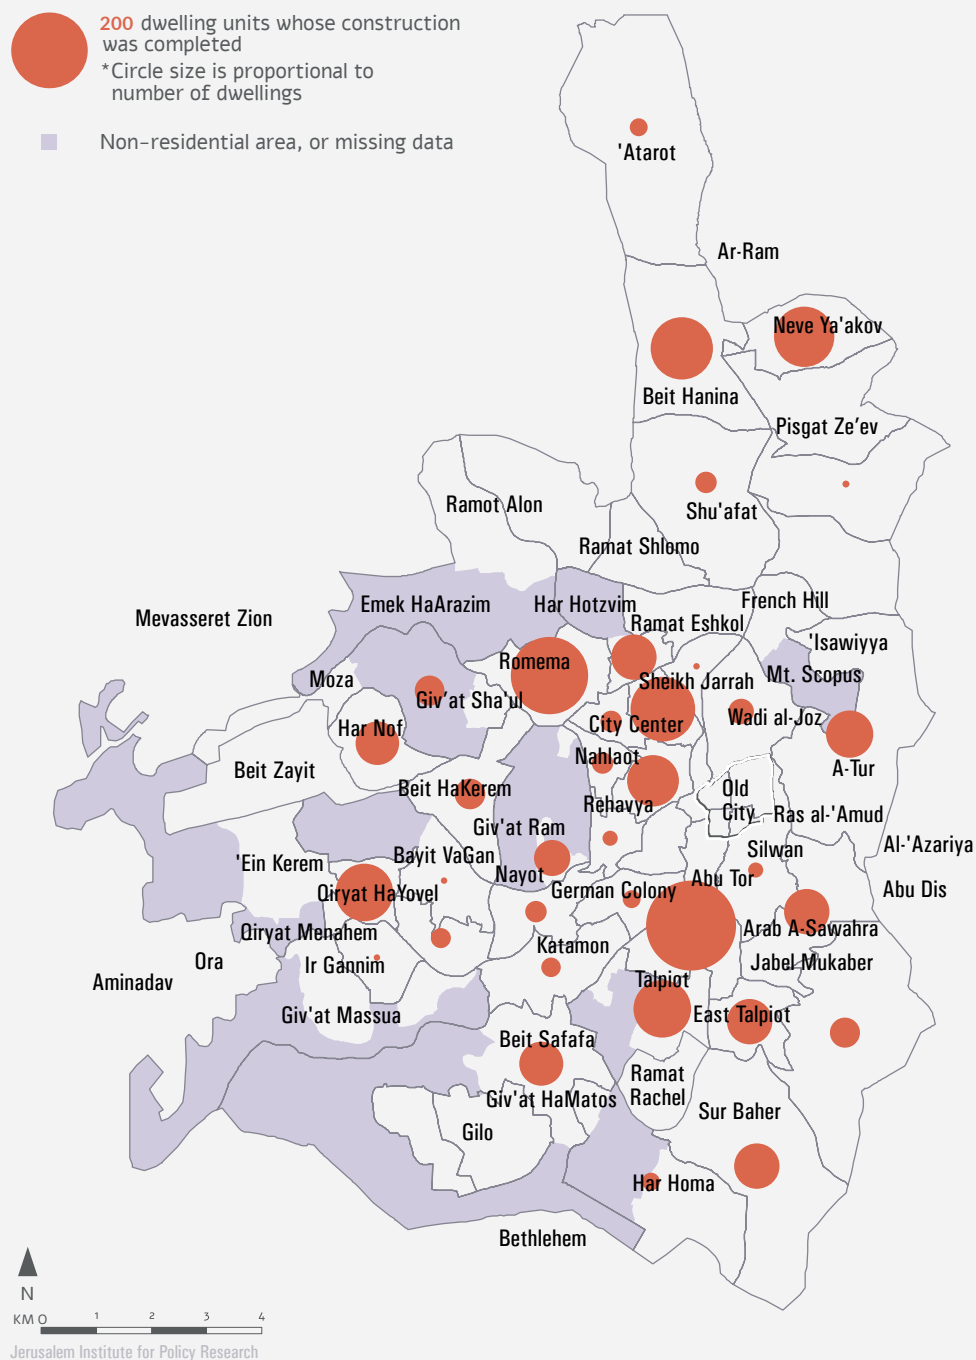 200 dwelling units whose construction
was completed
*Circle size is proportional to
number of dwellings
Non-residential area, or missing data
'Atarot
Ar-Ram
Neve Ya'akov
Beit Hanina
Pisgat Ze'ev
Ramot Alon
Shu'afat
Ramat Shlomo
French Hill
Emek HaArazim
Har Hotzvim
Mevasseret Zion
Ramat Eshkol
'Isawiyya
Romema
Mt. Scopus
Moza
Sheikh Jarrah
Giv'at Sha'ul
Wadi al-Joz
City Center
Har Nof
Nahlaot
A-Tur
Beit Zayit
Beit HaKerem
Old
City
Rehavya
Ras al-'Amud
Giv'at Ram
Al-'Azariya
Silwan
Bayit VaGan
'Ein Kerem
Nayot
Abu Tor
German Colony
Abu Dis
Qiryat HaYovel
Arab A-Sawahra
Qiryat Menahem
Katamon
Ora
Ir Gannim
Jabel Mukaber
Aminadav
Talpiot
Giv'at Massua
East Talpiot
Beit Safafa
Ramat
Rachel
Giv'at HaMatos
Sur Baher
Gilo
Har Homa
Bethlehem
N
KM 0 1 2 3 4
Jerusalem Institute for Policy Research